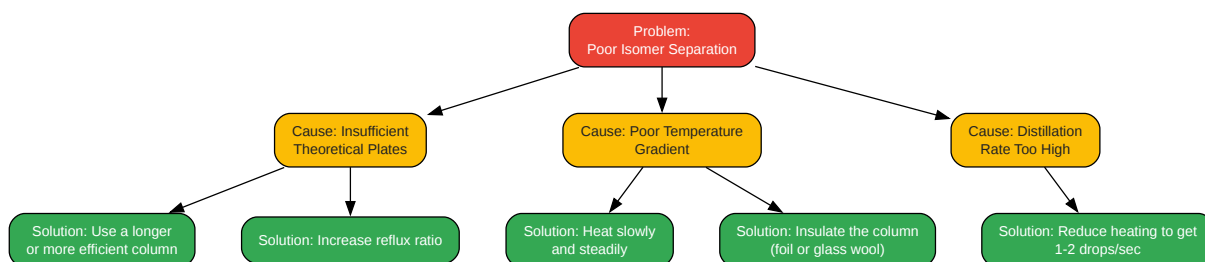 Problem:
Poor Isomer Separation
Cause: Insufficient
Theoretical Plates
Cause: Poor Temperature
Gradient
Cause: Distillation
Rate Too High
Solution: Use a longer
or more efficient column
Solution: Increase reflux ratio
Solution: Heat slowly
and steadily
Solution: Insulate the column
(foil or glass wool)
Solution: Reduce heating to get
1-2 drops/sec